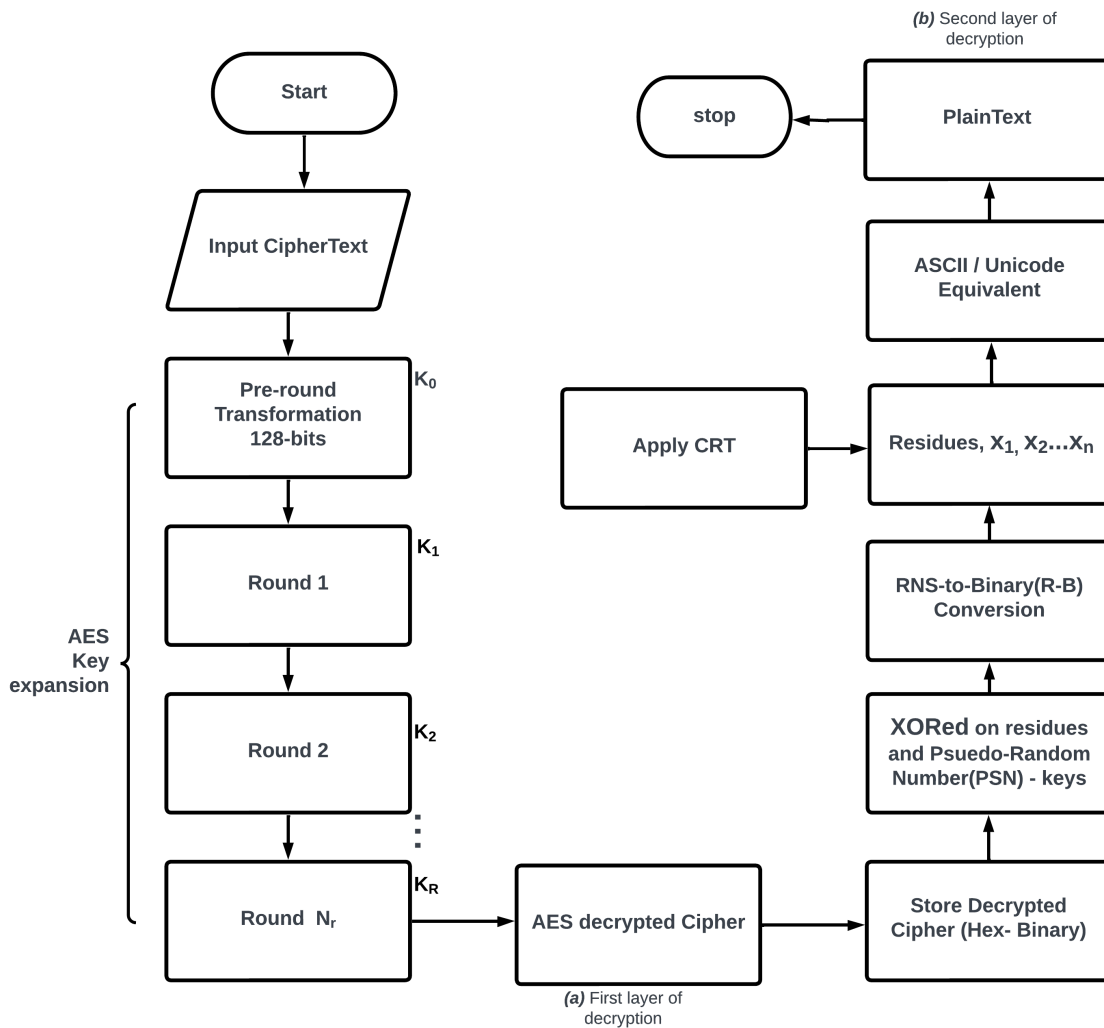 Start
Input CipherText
Pre-round
Transformation
128-bits
K0
Round 1
K1
AES
Key
expansion
Round 2
K2
Round Nr
KR
AES decrypted Cipher
(a) First layer of
decryption
Store Decrypted
Cipher (Hex- Binary)
XORed on residues
and Psuedo-Random
Number(PSN) - keys
RNS-to-Binary(R-B)
Conversion
Apply CRT
Residues, x1, x2...xn
ASCII / Unicode
Equivalent
PlainText
(b) Second layer of
decryption
stop